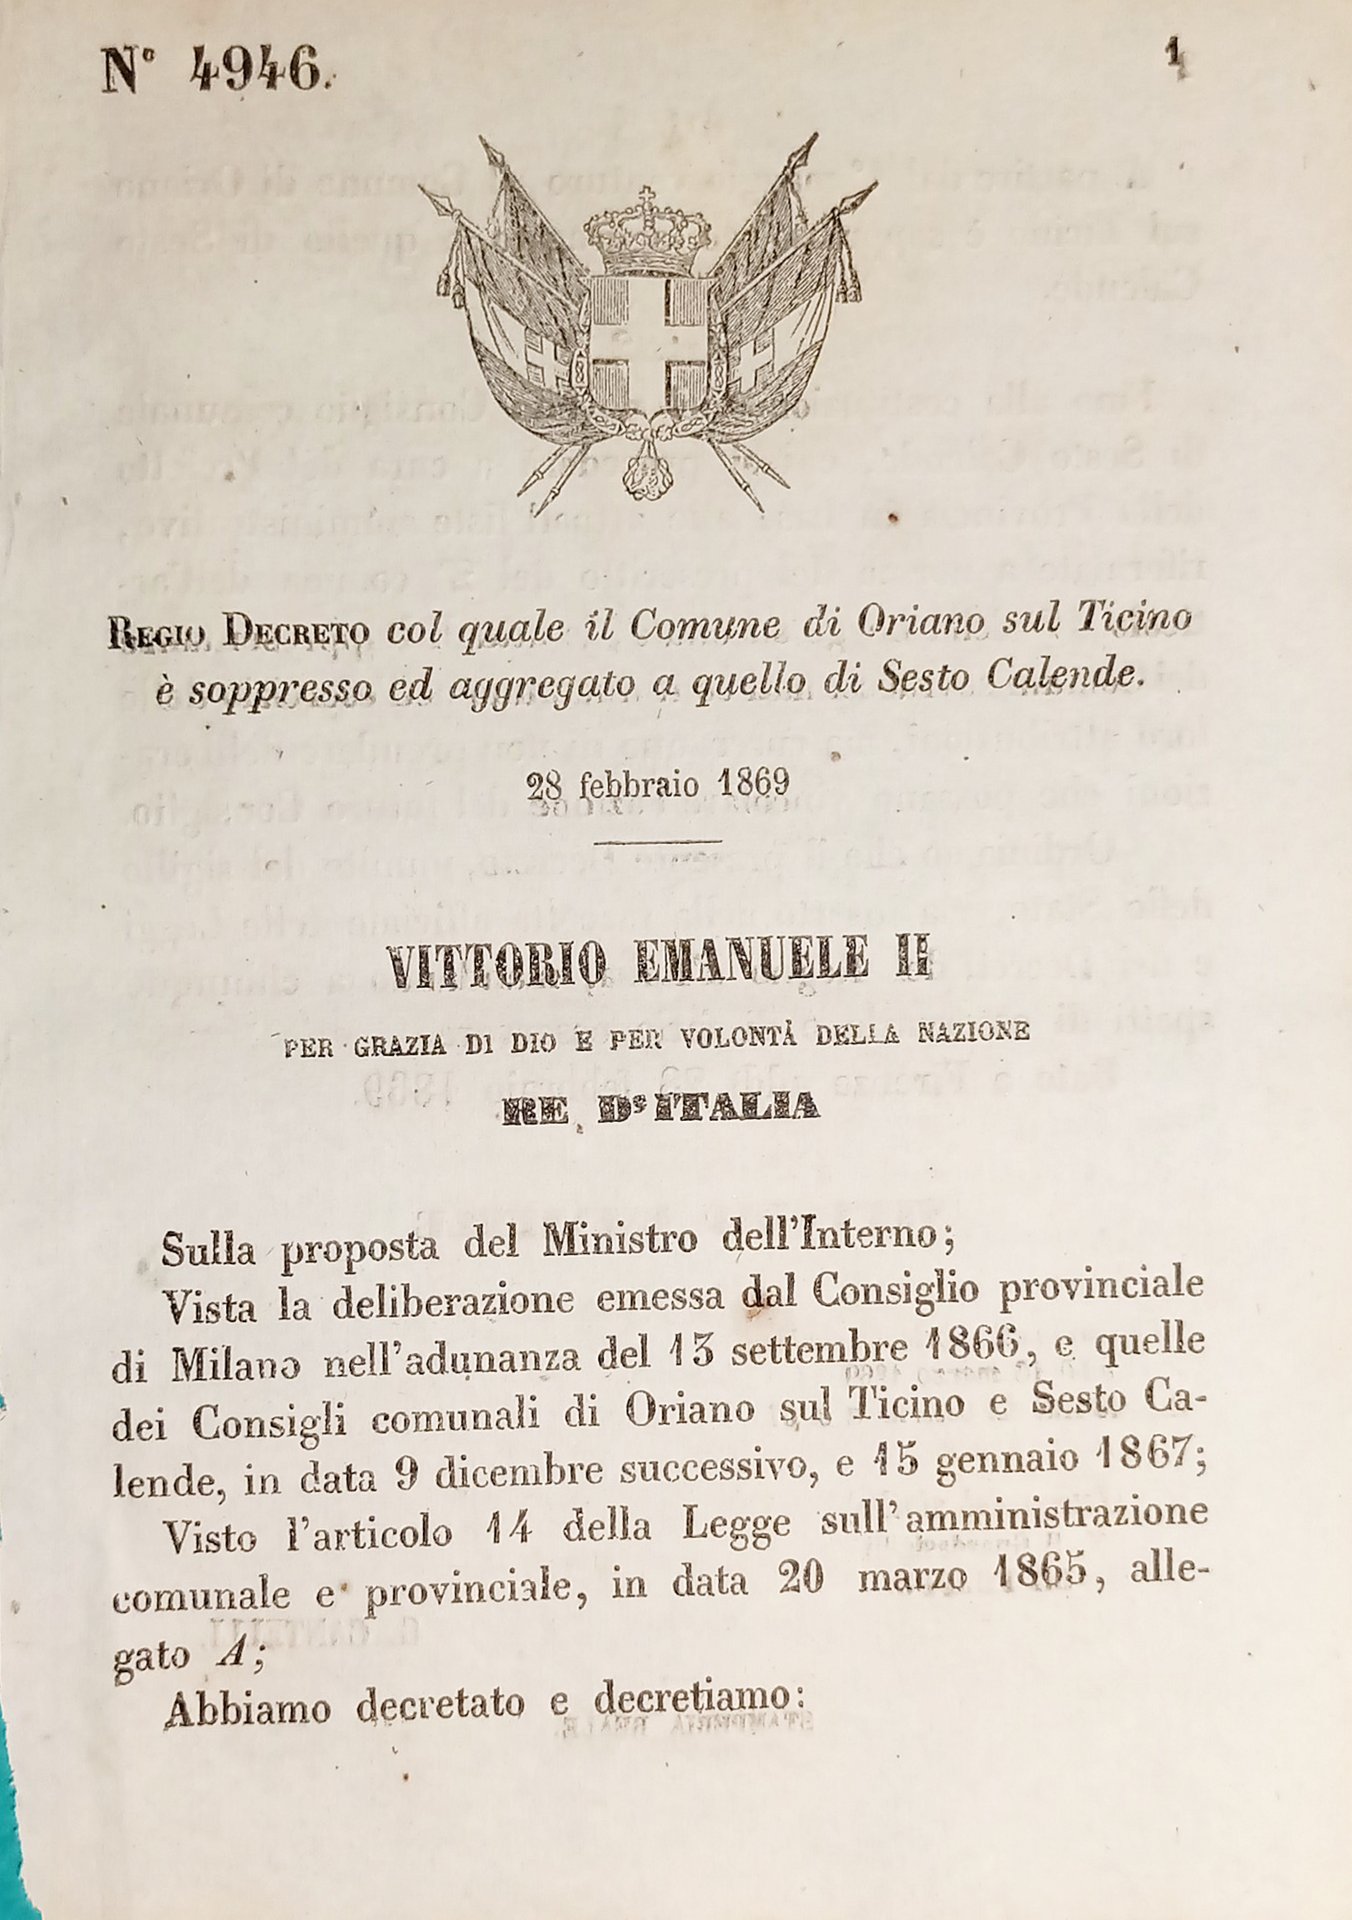 N° 4946.
1
REGIO DECRETO col quale il Comune di Oriano sul Ticino
è soppresso ed aggregato a quello di Sesto Calende.
28 febbraio 1869
VITTORIO EMANUELE II
PER GRAZIA DI DIO E PER VOLONTÀ DELLA NAZIONE
RE D'ITALIA
Sulla proposta del Ministro dell'Interno;
Vista la deliberazione emessa dal Consiglio provinciale
di Milano nell'adunanza del 13 settembre 1866, e quelle
dei Consigli comunali di Oriano sul Ticino e Sesto Ca-
lende, in data 9 dicembre successivo, e 15 gennaio 1867;
Visto l'articolo 14 della Legge sull'amministrazione
comunale e provinciale, in data 20 marzo 1865, alle-
gato A;
Abbiamo decretato e decretiamo: